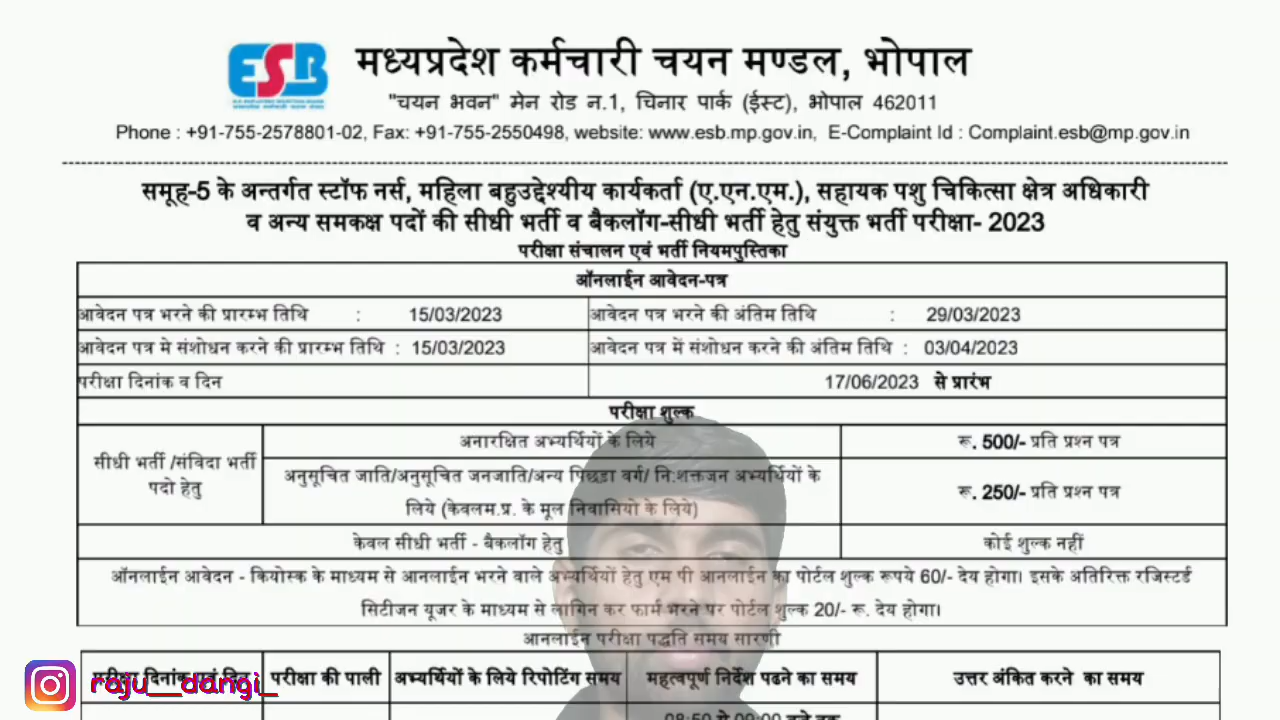 ESB
मध्यप्रदेश कर्मचारी चयन मण्डल, भोपाल
"चयन भवन" मेन रोड न.1, चिनार पार्क (ईस्ट), भोपाल 462011
Phone : +91-755-2578801-02, Fax: +91-755-2550498, website: www.esb.mp.gov.in, E-Complaint Id : Complaint.esb@mp.gov.in
समूह-5 के अन्तर्गत स्टॉफ नर्स, महिला बहुउद्देश्यीय कार्यकर्ता (ए.एन.एम.), सहायक पशु चिकित्सा क्षेत्र अधिकारी
व अन्य समकक्ष पदों की सीधी भर्ती व बैकलॉग-सीधी भर्ती हेतु संयुक्त भर्ती परीक्षा- 2023
परीक्षा संचालन एवं भर्ती नियमपुस्तिका
ऑनलाईन आवेदन-पत्र
आवेदन पत्र भरने की प्रारम्भ तिथि : 15/03/2023 आवेदन पत्र भरने की अंतिम तिथि : 29/03/2023
आवेदन पत्र मे संशोधन करने की प्रारम्भ तिथि : 15/03/2023 आवेदन पत्र में संशोधन करने की अंतिम तिथि : 03/04/2023
परीक्षा दिनांक व दिन 17/06/2023 से प्रारंभ
परीक्षा शुल्क
सीधी भर्ती /संविदा भर्ती
पदो हेतु
अनारक्षित अभ्यर्थियों के लिये रू. 500/- प्रति प्रश्न पत्र
अनुसूचित जाति/अनुसूचित जनजाति/अन्य पिछडा वर्ग/ नि:शक्तजन अभ्यर्थियों के
लिये (केवलम.प्र. के मूल निवासियो के लिये)
रू. 250/- प्रति प्रश्न पत्र
केवल सीधी भर्ती - बैकलॉग हेतु कोई शुल्क नहीं
ऑनलाईन आवेदन - कियोस्क के माध्यम से आनलाईन भरने वाले अभ्यर्थियों हेतु एम पी आनलाईन का पोर्टल शुल्क रूपये 60/- देय होगा। इसके अतिरिक्त रजिस्टर्ड
सिटीजन यूजर के माध्यम से लागिन कर फार्म भरने पर पोर्टल शुल्क 20/- रू. देय होगा।
आनलाईन परीक्षा पद्धति समय सारणी
परीक्षा दिनांक एवं दिन परीक्षा की पाली अभ्यर्थियों के लिये रिपोर्टिंग समय महत्वपूर्ण निर्देश पढने का समय उत्तर अंकित करने का समय
raju__dangi_